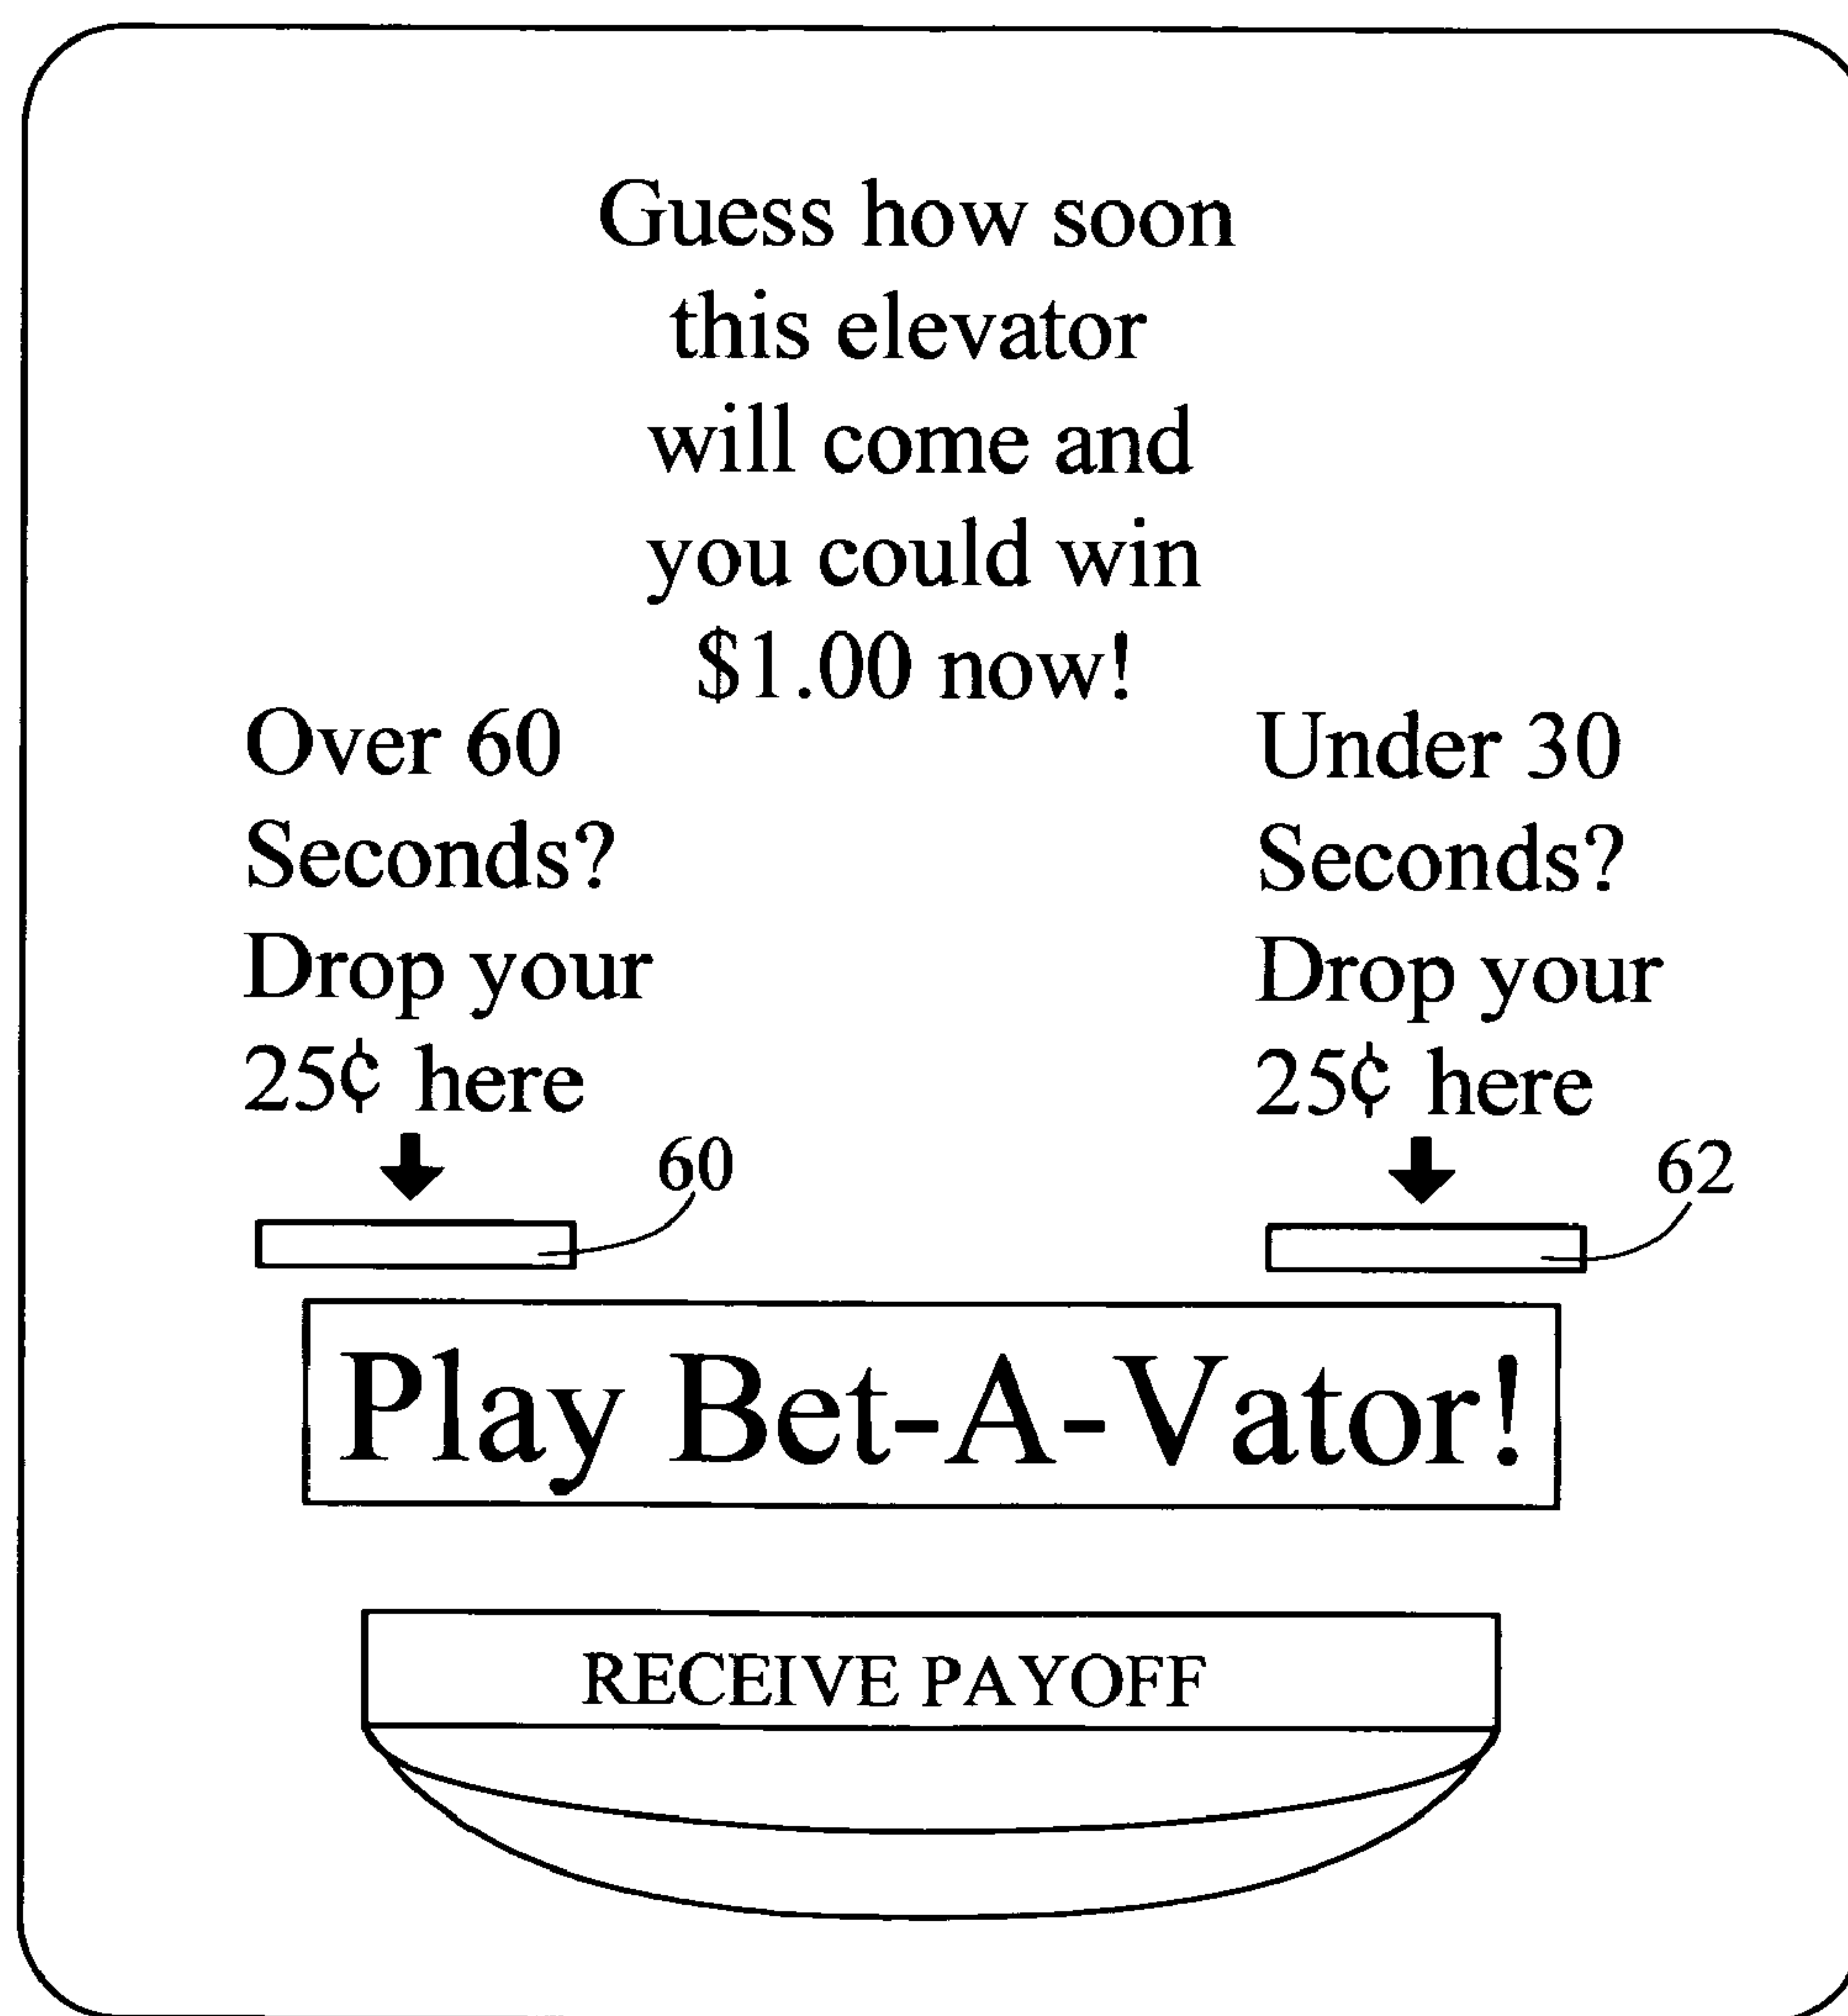 Guess how soon
this elevator
will come and
you could win
$1.00 now!
Over 60
Seconds?
Drop your
25¢ here
60
Under 30
Seconds?
Drop your
25¢ here
62
Play Bet-A-Vator!
RECEIVE PAYOFF